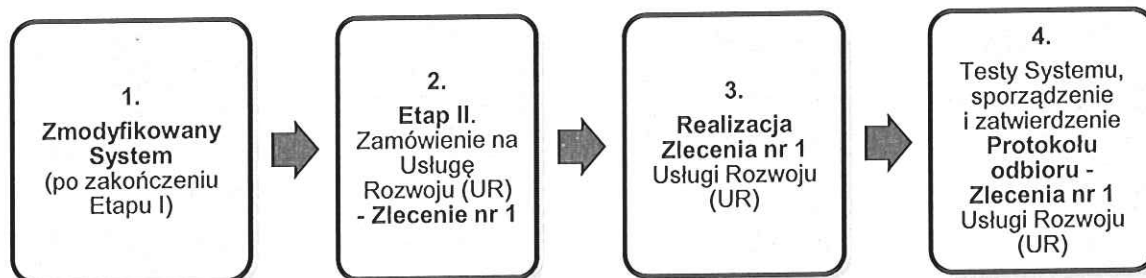 1.
Zmodyfikowany
System
(po zakończeniu
Etapu I)
2.
Etap II.
Zamówienie na
Usługę
Rozwoju (UR)
- Zlecenie nr 1
3.
Realizacja
Zlecenia nr 1
Usługi Rozwoju
(UR)
4.
Testy Systemu,
sporządzenie
i zatwierdzenie
Protokołu
odbioru -
Zlecenia nr 1
Usługi Rozwoju
(UR)